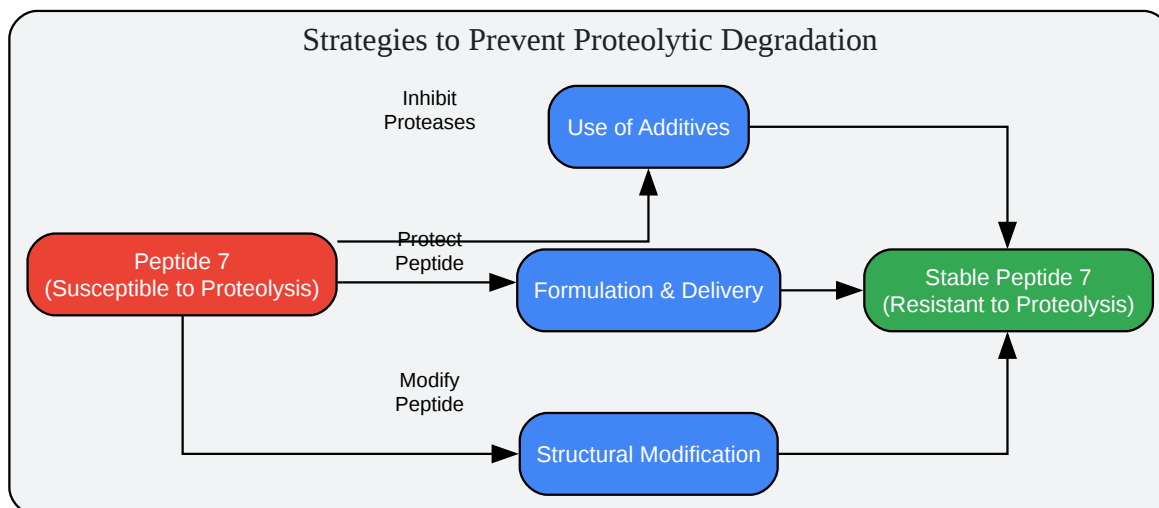 Strategies to Prevent Proteolytic Degradation
Inhibit
Proteases
Use of Additives
Protect
Peptide
Peptide 7
(Susceptible to Proteolysis)
Formulation & Delivery
Stable Peptide 7
(Resistant to Proteolysis)
Modify
Peptide
Structural Modification